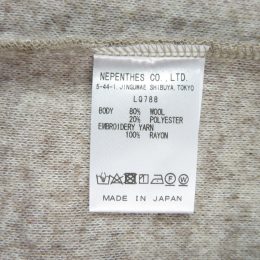 NEPENTHES CO.,LTD.
5-44-1,JINGUMAE SHIBUYA,TOKYO
LQ788
BODY 80% WOOL
20% POLYESTER
EMBROIDERY YARN
100% RAYON
MADE IN JAPAN